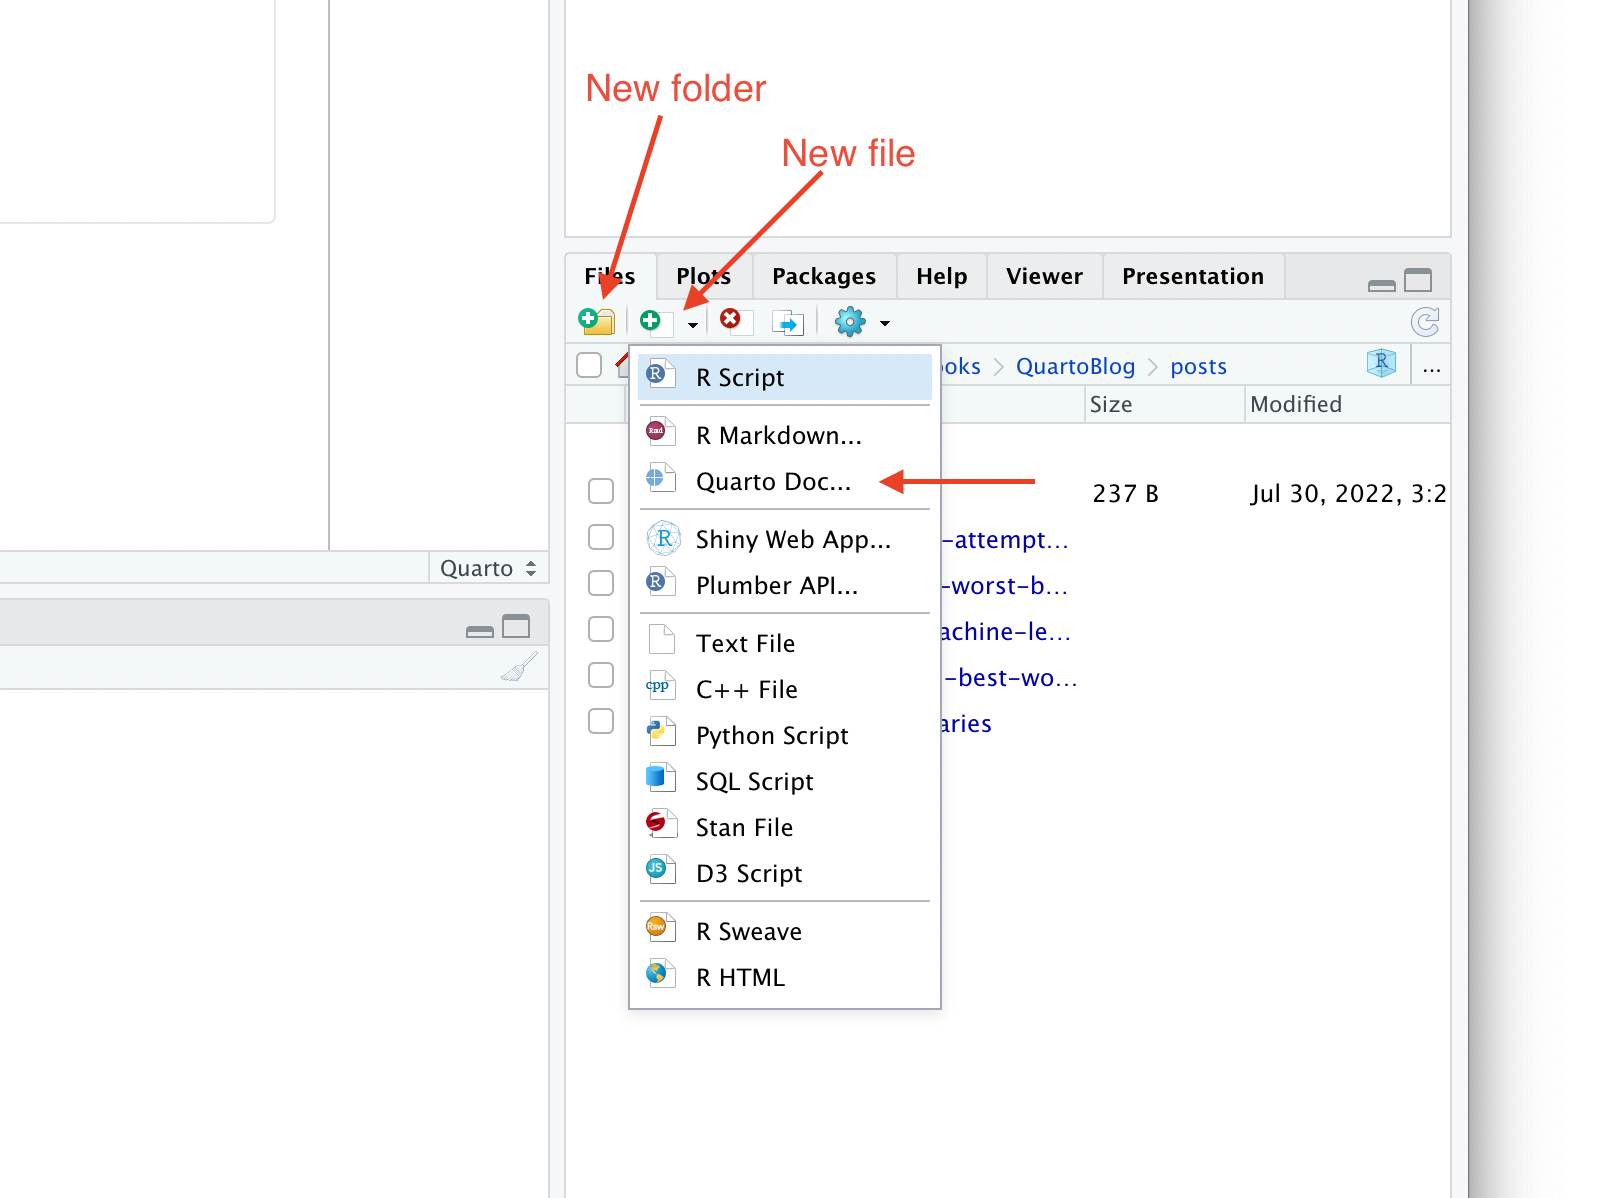 New folder
New file
Files Plots Packages Help Viewer Presentation
QuartoBlog posts ...
Size Modified
R Script
R Markdown...
Quarto Doc...
237 B Jul 30, 2022, 3:2
Shiny Web App...
-attempt...
Plumber API...
-worst-b...
Quarto
Text File
achine-le...
C++ File
-best-wo...
Python Script
aries
SQL Script
Stan File
D3 Script
R Sweave
R HTML